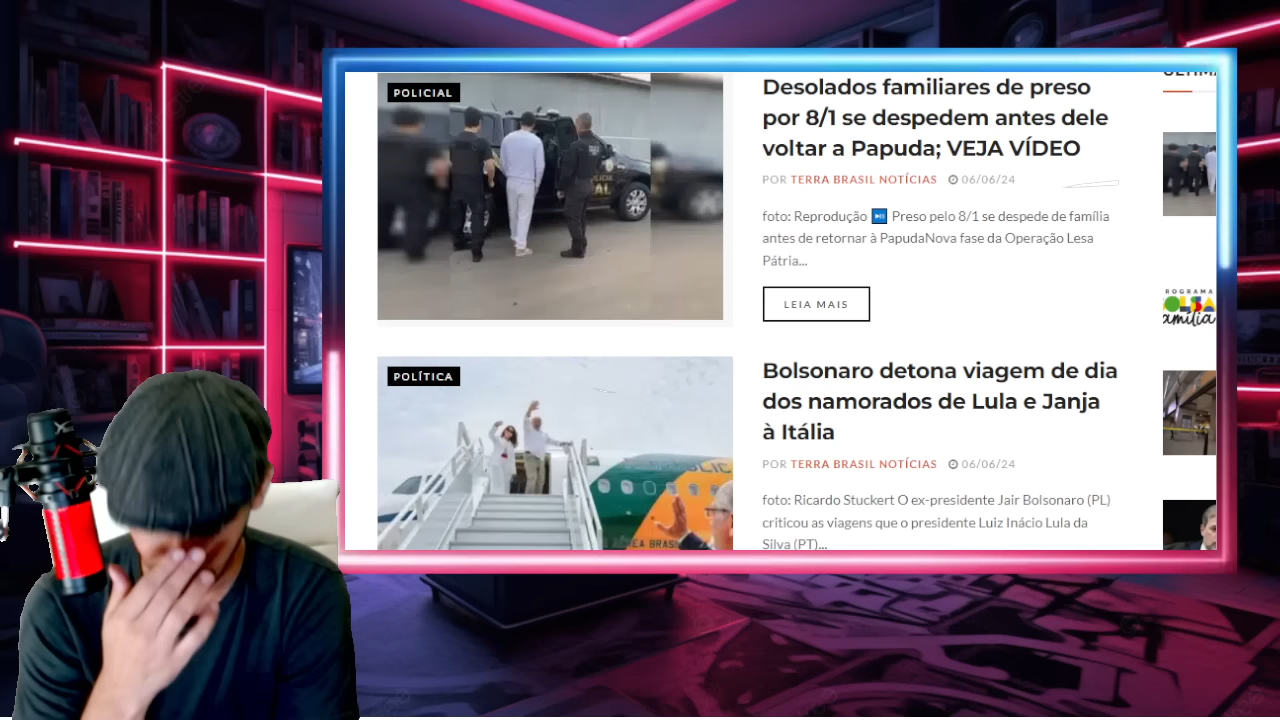 POLICIAL
Desolados familiares de preso
por 8/1 se despedem antes dele
voltar a Papuda; VEJA VÍDEO
POR TERRA BRASIL NOTÍCIAS 06/06/24
foto: Reprodução ⏯ Preso pelo 8/1 se despede de família
antes de retornar à PapudaNova fase da Operação Lesa
Pátria...
LEIA MAIS
POLÍTICA
Bolsonaro detona viagem de dia
dos namorados de Lula e Janja
à Itália
POR TERRA BRASIL NOTÍCIAS 06/06/24
foto: Ricardo Stuckert O ex-presidente Jair Bolsonaro (PL)
criticou as viagens que o presidente Luiz Inácio Lula da
Silva (PT)...